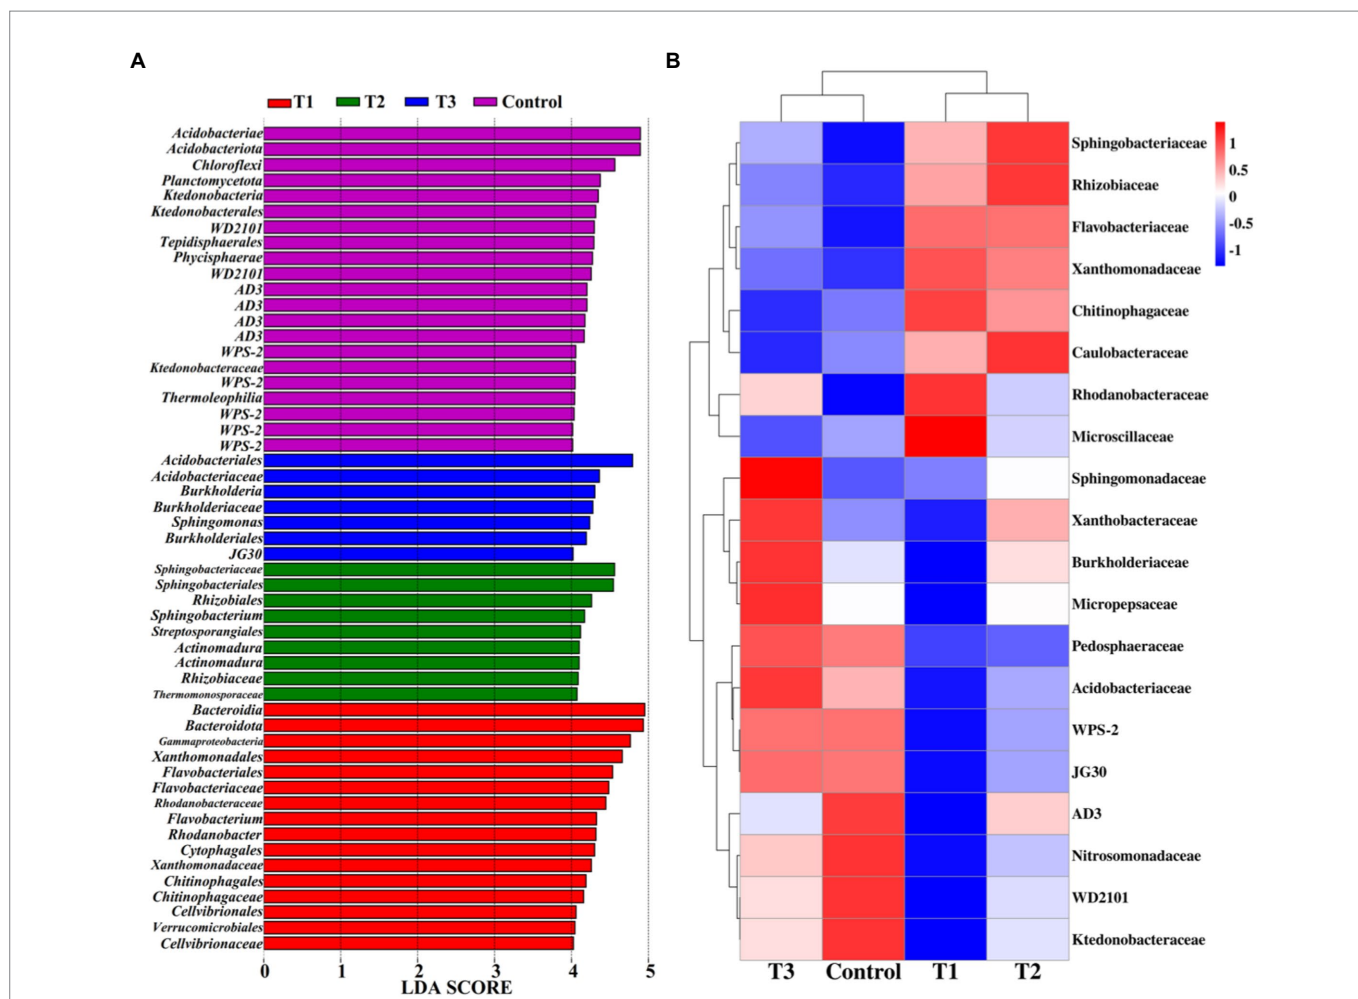 A
T1 T2 T3 Control
Acidobacteriae
Acidobacteriota
Chloroflexi
Planctomycetota
Ktedonobacteria
Ktedonobacterales
WD2101
Tepidisphaerales
Phycisphaerae
WD2101
AD3
AD3
AD3
AD3
WPS-2
Ktedonobacteraceae
WPS-2
Thermoleophilia
WPS-2
WPS-2
WPS-2
Acidobacteriales
Acidobacteriaceae
Burkholderia
Burkholderiaceae
Sphingomonas
Burkholderiales
JG30
Sphingobacteriaceae
Sphingobacteriales
Rhizobiales
Sphingobacterium
Streptosporangiales
Actinomadura
Actinomadura
Rhizobiaceae
Thermomonosporaceae
Bacteroidia
Bacteroidota
Gammaproteobacteria
Xanthomonadales
Flavobacteriales
Flavobacteriaceae
Rhodanobacteraceae
Flavobacterium
Rhodanobacter
Cytophagales
Xanthomonadaceae
Chitinophagales
Chitinophagaceae
Cellvibrionales
Verrucomicrobiales
Cellvibrionaceae
0 1 2 3 4 5
LDA SCORE
B
Sphingobacteriaceae
Rhizobiaceae
Flavobacteriaceae
Xanthomonadaceae
Chitinophagaceae
Caulobacteraceae
Rhodanobacteraceae
Microscillaceae
Sphingomonadaceae
Xanthobacteraceae
Burkholderiaceae
Micropepsaceae
Pedosphaeraceae
Acidobacteriaceae
WPS-2
JG30
AD3
Nitrosomonadaceae
WD2101
Ktedonobacteraceae
T3 Control T1 T2
1
0.5
0
-0.5
-1